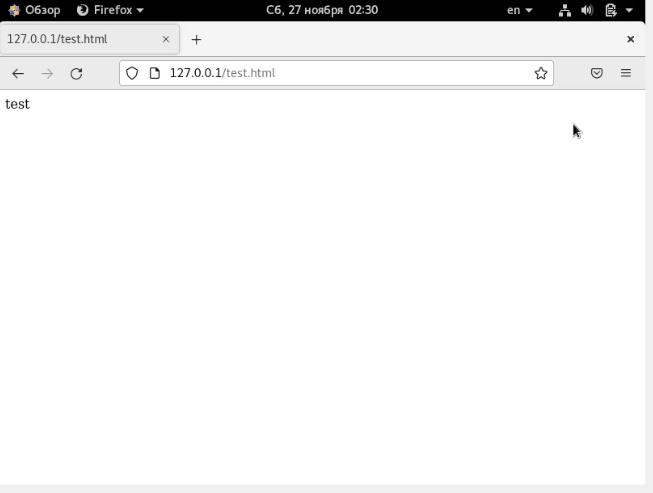 Обзор Firefox Сб, 27 ноября 02:30 en
127.0.0.1/test.html
127.0.0.1/test.html
test